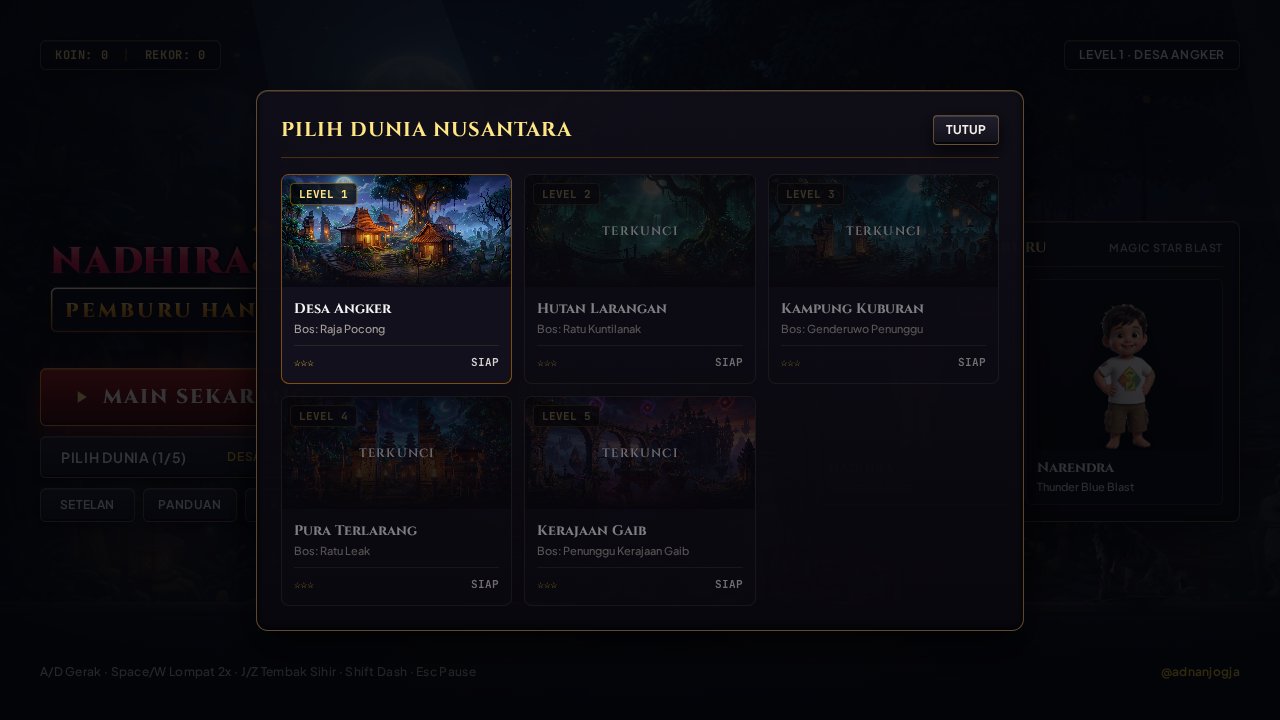 KOIN: 0 | REKOR: 0
LEVEL 1 · DESA ANGKER
PILIH DUNIA NUSANTARA
TUTUP
LEVEL 1
Desa Angker
Bos: Raja Pocong
☆☆☆ SIAP
LEVEL 2
TERKUNCI
Hutan Larangan
Bos: Ratu Kuntilanak
☆☆☆ SIAP
LEVEL 3
TERKUNCI
Kampung Kuburan
Bos: Genderuwo Penunggu
☆☆☆ SIAP
LEVEL 4
TERKUNCI
Pura Terlarang
Bos: Ratu Leak
☆☆☆ SIAP
LEVEL 5
TERKUNCI
Kerajaan Gaib
Bos: Penunggu Kerajaan Gaib
☆☆☆ SIAP
NADHIRA
PEMBURU HAN
MAIN SEKAR
PILIH DUNIA (1/5) DESA
SETELAN
PANDUAN
RU
MAGIC STAR BLAST
Narendra
Thunder Blue Blast
A/D Gerak · Space/W Lompat 2x · J/Z Tembak Sihir · Shift Dash · Esc Pause
@adnanjogja